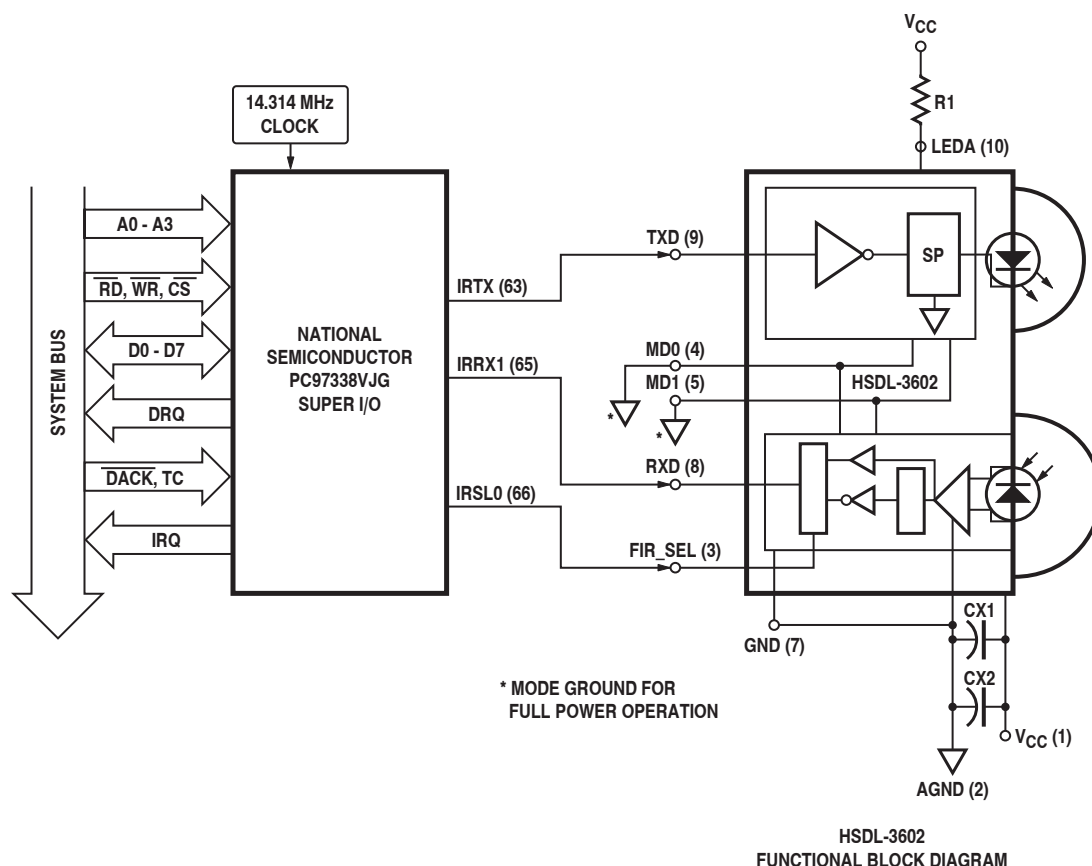 VCC
R1
LEDA (10)
14.314 MHz
CLOCK
SYSTEM BUS
A0 - A3
RD, WR, CS
D0 - D7
DRQ
DACK, TC
IRQ
NATIONAL
SEMICONDUCTOR
PC97338VJG
SUPER I/O
IRTX (63)
IRRX1 (65)
IRSL0 (66)
TXD (9)
MD0 (4)
MD1 (5)
*
*
RXD (8)
FIR_SEL (3)
SP
HSDL-3602
GND (7)
CX1
CX2
VCC (1)
AGND (2)
* MODE GROUND FOR
FULL POWER OPERATION
HSDL-3602
FUNCTIONAL BLOCK DIAGRAM